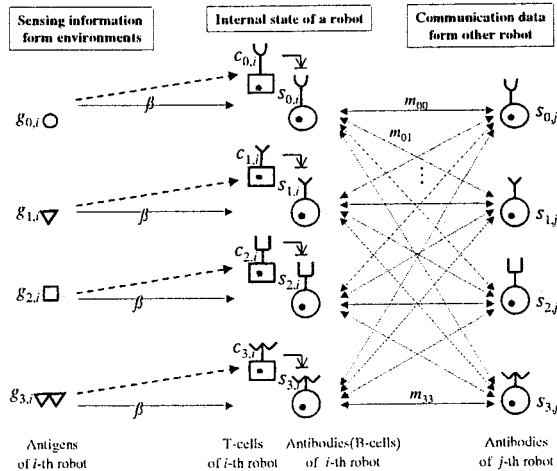 Sensing information
form environments
Internal state of a robot
Communication data
form other robot
c0,i
s0,i
g0,i
β
m00
s0,j
m01
⋮
c1,i
s1,i
g1,i
β
s1,j
c2,i
s2,i
g2,i
β
s2,j
c3,i
s3,i
g3,i
β
m33
s3,j
Antigens
of i-th robot
T-cells
of i-th robot
Antibodies(B-cells)
of i-th robot
Antibodies
of j-th robot